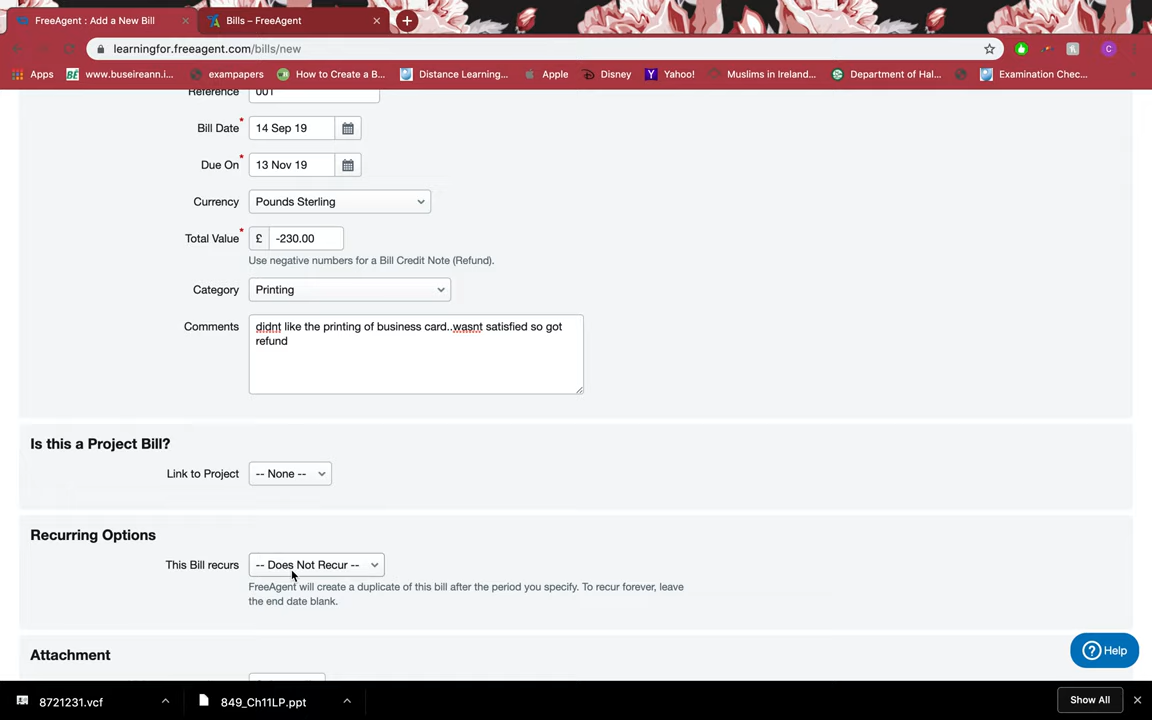 FreeAgent : Add a New Bill
Bills – FreeAgent
learningfor.freeagent.com/bills/new
C
Apps
www.buseireann.i...
exampapers
How to Create a B...
Distance Learning...
Apple
Disney
Yahoo!
Muslims in Ireland...
Department of Hal...
Examination Chec...
Reference 001
Bill Date* 14 Sep 19
Due On* 13 Nov 19
Currency Pounds Sterling
Total Value* £ -230.00
Use negative numbers for a Bill Credit Note (Refund).
Category Printing
Comments didnt like the printing of business card..wasnt satisfied so got
refund
Is this a Project Bill?
Link to Project -- None --
Recurring Options
This Bill recurs -- Does Not Recur --
FreeAgent will create a duplicate of this bill after the period you specify. To recur forever, leave
the end date blank.
Attachment
Help
8721231.vcf
849_Ch11LP.ppt
Show All